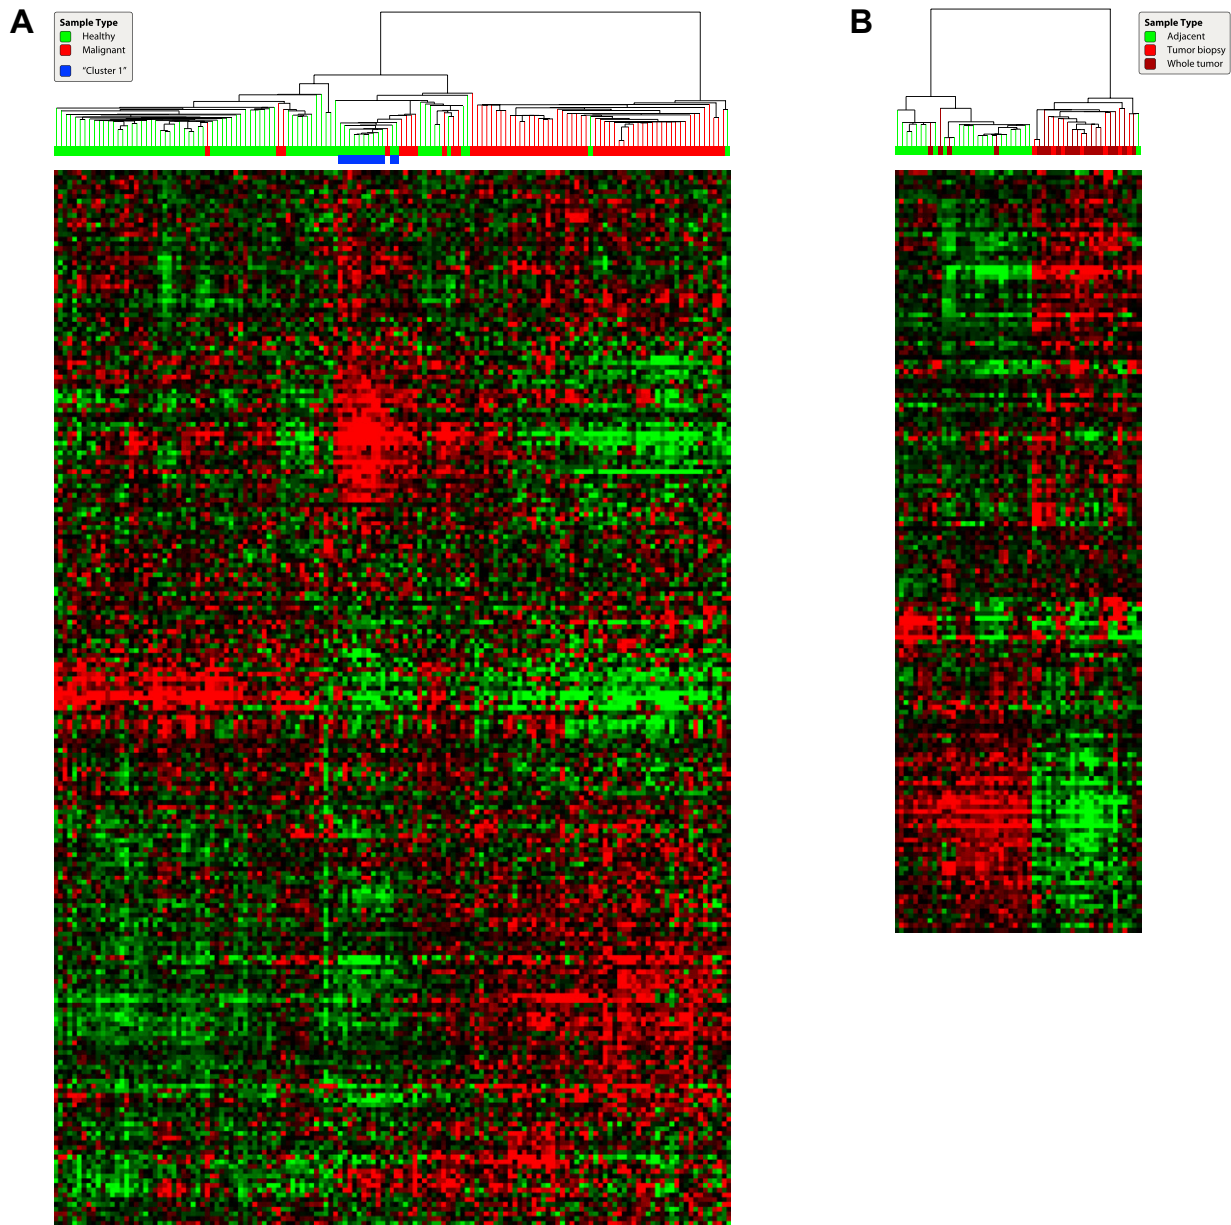 A
Sample Type
Healthy
Malignant
“Cluster 1”
B
Sample Type
Adjacent
Tumor biopsy
Whole tumor